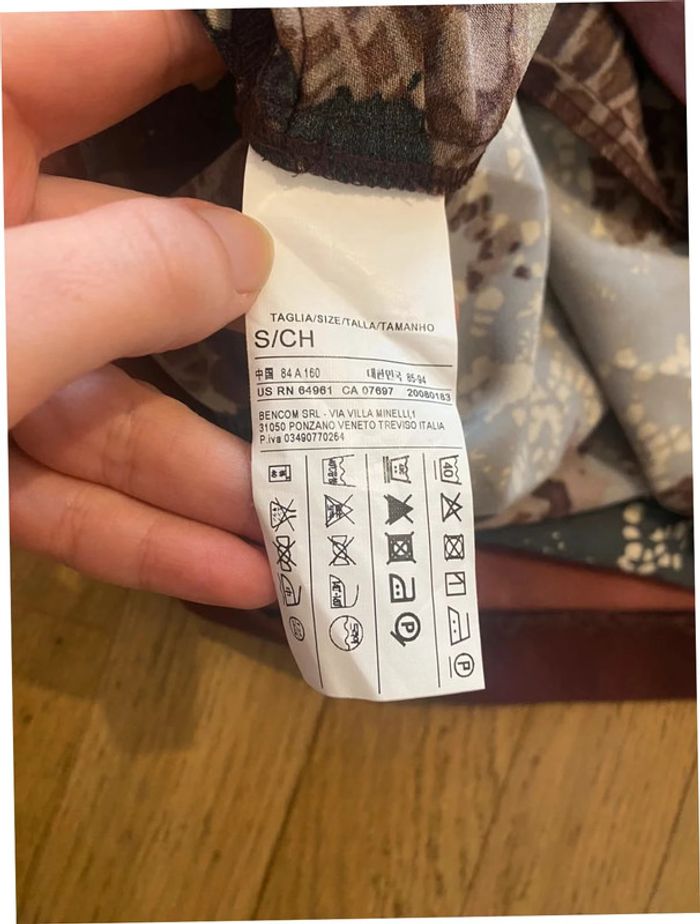 TAGLIA/SIZE/TALLA/TAMANHO
S/CH
中国 84 A 160 대한민국 85-94
US RN 64961 CA 07697 20080183
BENCOM SRL - VIA VILLA MINELLI,1
31050 PONZANO VENETO TREVISO ITALIA
P.iva 03490770264
40
P
P